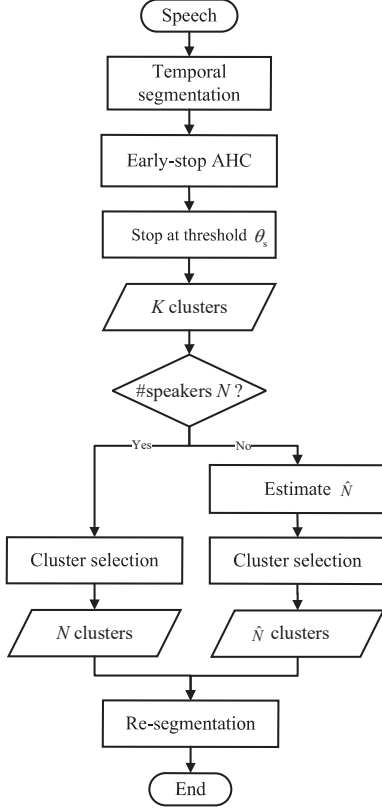 Speech
Temporal
segmentation
Early-stop AHC
Stop at threshold θs
K clusters
#speakers N ?
Yes
No
Estimate N̂
Cluster selection
Cluster selection
N clusters
N̂ clusters
Re-segmentation
End